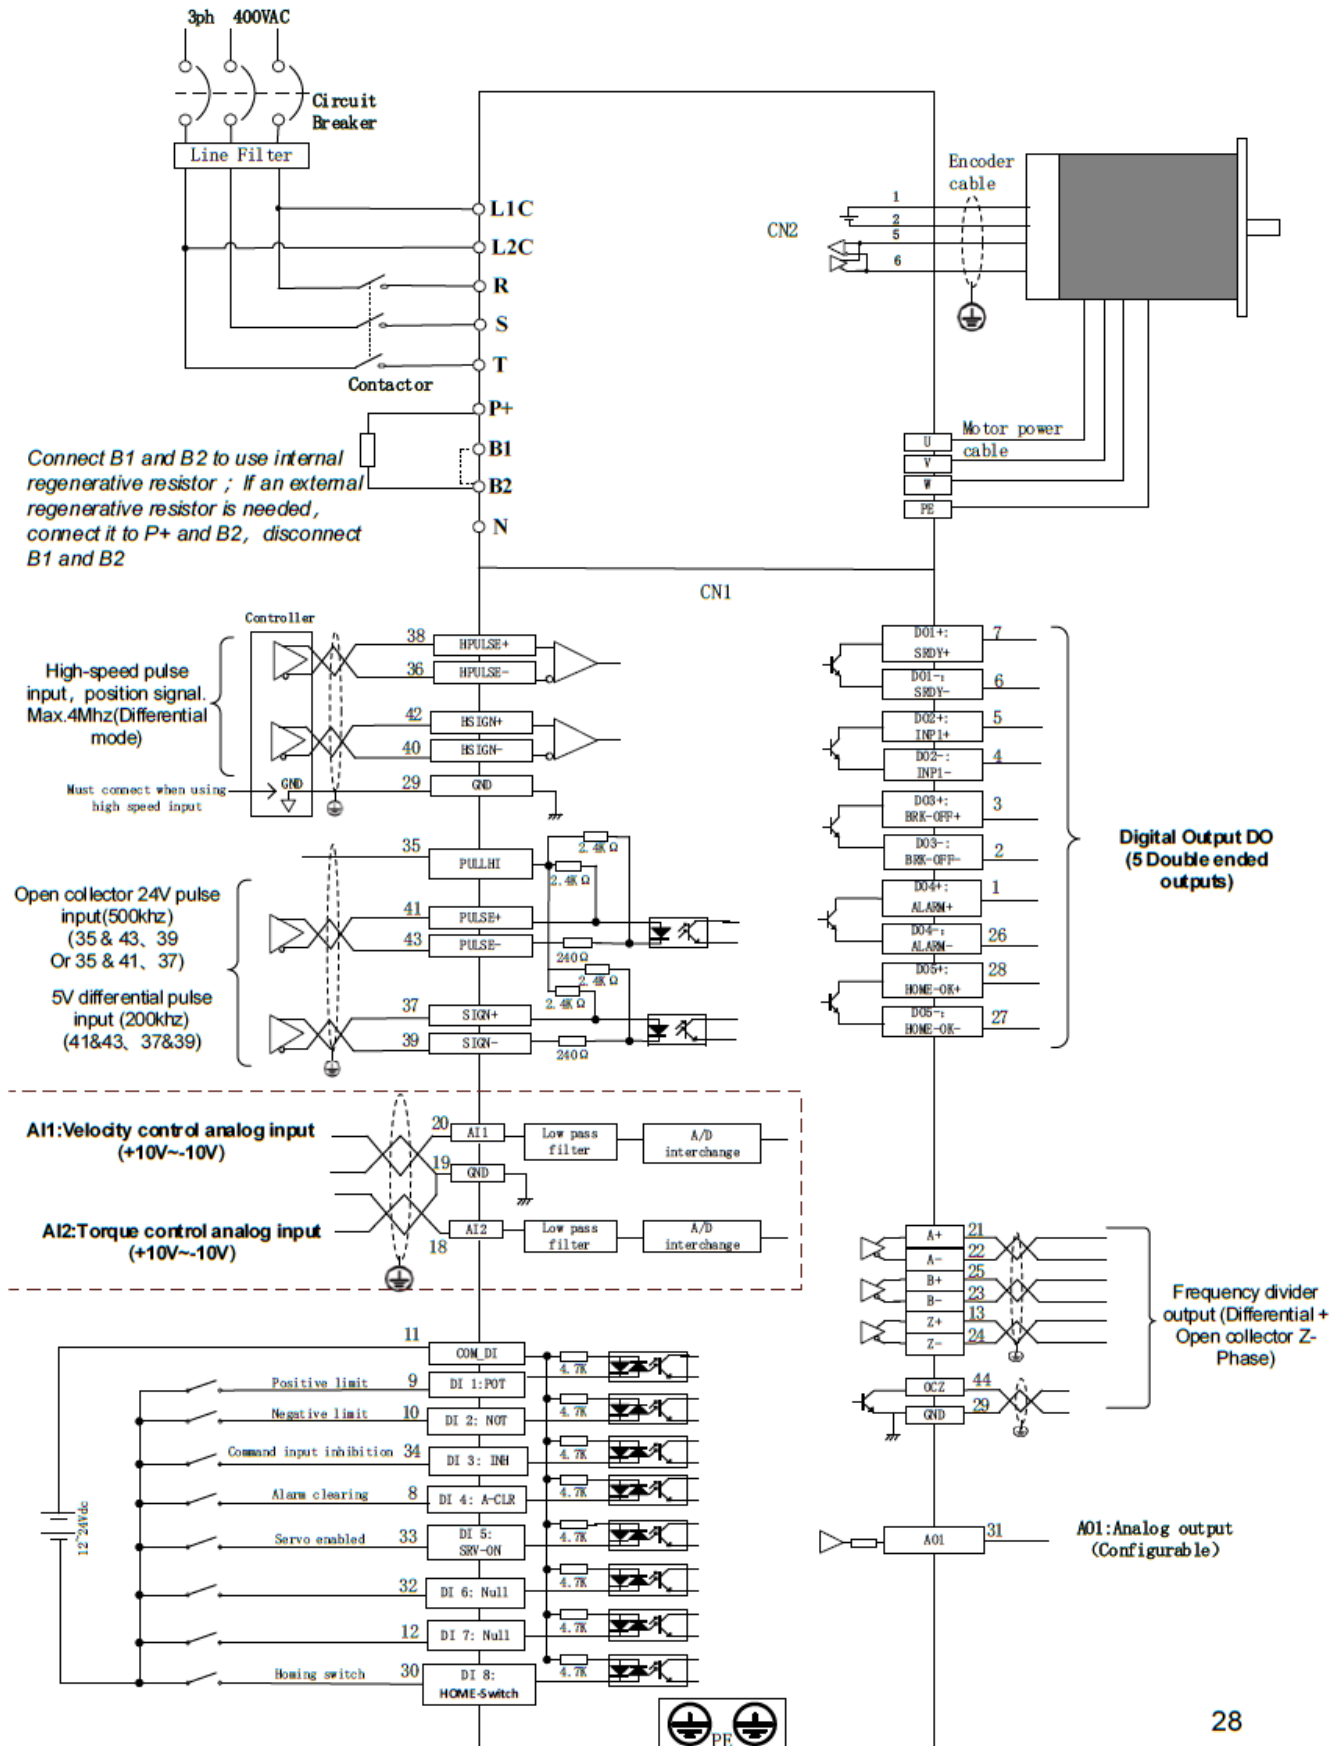 3ph 400VAC
Circuit
Breaker
Line Filter
L1C
L2C
R
S
T
Contactor
P+
B1
B2
N
Connect B1 and B2 to use internal
regenerative resistor ; If an external
regenerative resistor is needed,
connect it to P+ and B2, disconnect
B1 and B2
Encoder
cable
CN2
1
2
5
6
Motor power
cable
U
V
W
PE
CN1
Controller
High-speed pulse
input, position signal.
Max.4Mhz(Differential
mode)
Must connect when using
high speed input
GND
38 HPULSE+
36 HPULSE-
42 HSIGN+
40 HSIGN-
29 GND
35 PULLHI
2.4KΩ
2.4KΩ
Open collector 24V pulse
input(500khz)
(35 & 43、39
Or 35 & 41、37)
5V differential pulse
input (200khz)
(41&43、37&39)
41 PULSE+
43 PULSE-
240Ω
2.4KΩ
2.4KΩ
37 SIGN+
39 SIGN-
240Ω
DO1+: 7
SRDY+
DO1-: 6
SRDY-
DO2+: 5
INP1+
DO2-: 4
INP1-
DO3+: 3
BRK-OFF+
DO3-: 2
BRK-OFF-
DO4+: 1
ALARM+
DO4-: 26
ALARM-
DO5+: 28
HOME-OK+
DO5-: 27
HOME-OK-
Digital Output DO
(5 Double ended
outputs)
AI1:Velocity control analog input
(+10V~-10V)
20 AI1
Low pass
filter
A/D
interchange
19 GND
AI2:Torque control analog input
(+10V~-10V)
18 AI2
Low pass
filter
A/D
interchange
A+ 21
A- 22
B+ 25
B- 23
Z+ 13
Z- 24
OCZ 44
GND 29
Frequency divider
output (Differential +
Open collector Z-
Phase)
11 COM_DI
4.7K
Positive limit 9 DI 1:POT
4.7K
Negative limit 10 DI 2: NOT
4.7K
Command input inhibition 34 DI 3: INH
4.7K
Alarm clearing 8 DI 4: A-CLR
4.7K
Servo enabled 33 DI 5:
SRV-ON
4.7K
32 DI 6: Null
4.7K
12 DI 7: Null
4.7K
Homing switch 30 DI 8:
HOME-Switch
12~24Vdc
AO1 31
AO1:Analog output
(Configurable)
PE
28